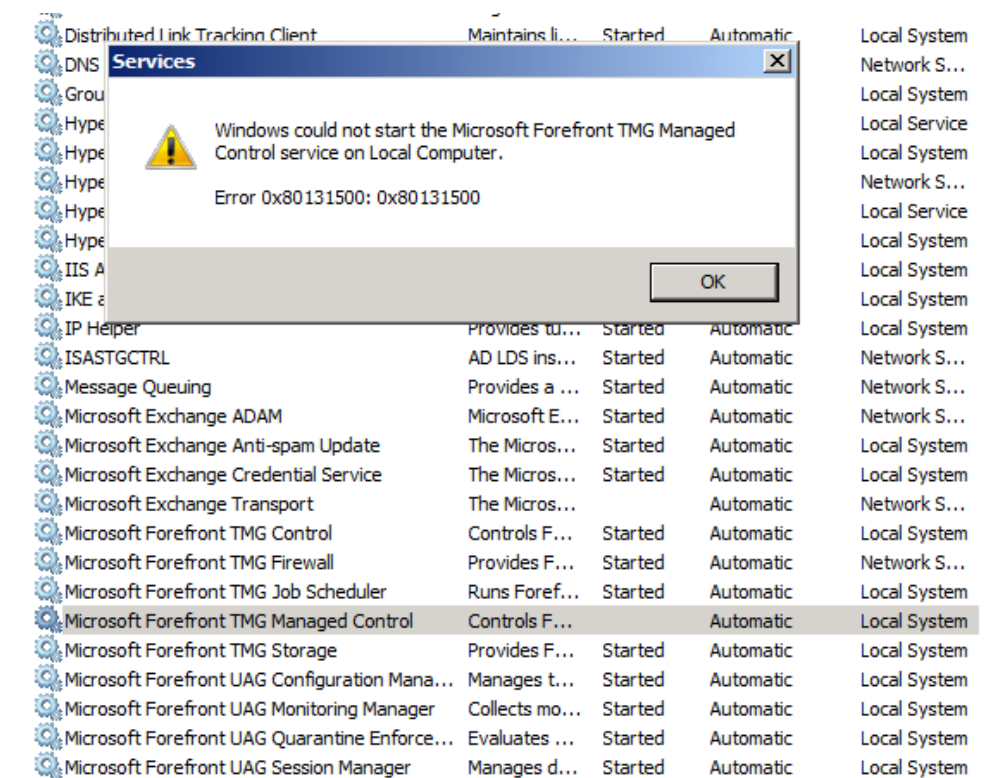 Distributed Link Tracking Client Maintains li... Started Automatic Local System
Services
DNS Network S...
Grou Local System
Hype Local Service
Windows could not start the Microsoft Forefront TMG Managed
Control service on Local Computer.
Hype Local System
Hype Network S...
Error 0x80131500: 0x80131500
Hype Local Service
Hype Local System
IIS A Local System
OK
IKE a Local System
IP Helper Provides tu... Started Automatic Local System
ISASTGCTRL AD LDS ins... Started Automatic Network S...
Message Queuing Provides a ... Started Automatic Network S...
Microsoft Exchange ADAM Microsoft E... Started Automatic Network S...
Microsoft Exchange Anti-spam Update The Micros... Started Automatic Local System
Microsoft Exchange Credential Service The Micros... Started Automatic Local System
Microsoft Exchange Transport The Micros... Automatic Network S...
Microsoft Forefront TMG Control Controls F... Started Automatic Local System
Microsoft Forefront TMG Firewall Provides F... Started Automatic Network S...
Microsoft Forefront TMG Job Scheduler Runs Foref... Started Automatic Local System
Microsoft Forefront TMG Managed Control Controls F... Automatic Local System
Microsoft Forefront TMG Storage Provides F... Started Automatic Local System
Microsoft Forefront UAG Configuration Mana... Manages t... Started Automatic Local System
Microsoft Forefront UAG Monitoring Manager Collects mo... Started Automatic Local System
Microsoft Forefront UAG Quarantine Enforce... Evaluates ... Started Automatic Local System
Microsoft Forefront UAG Session Manager Manages d... Started Automatic Local System